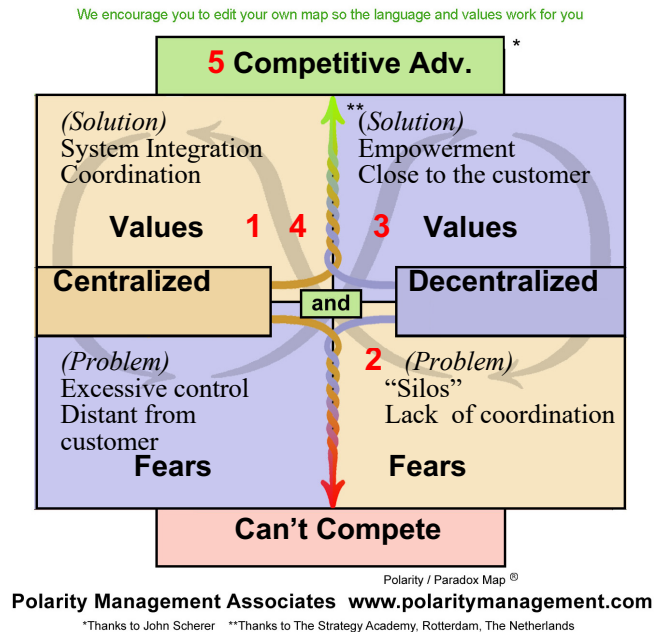 We encourage you to edit your own map so the language and values work for you
5 Competitive Adv. *
(Solution)
System Integration
Coordination
Values 1 4
**(Solution)
Empowerment
Close to the customer
3 Values
Centralized
and
Decentralized
(Problem)
Excessive control
Distant from
customer
Fears
2 (Problem)
“Silos”
Lack of coordination
Fears
Can’t Compete
Polarity / Paradox Map ®
Polarity Management Associates www.polaritymanagement.com
*Thanks to John Scherer **Thanks to The Strategy Academy, Rotterdam, The Netherlands